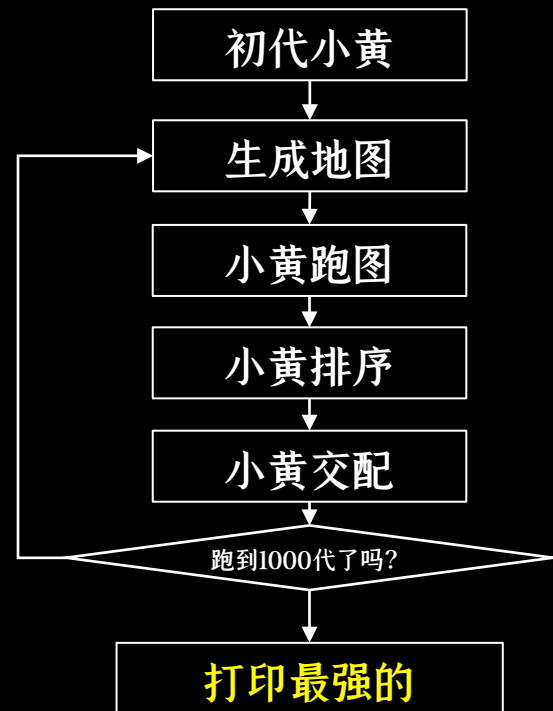 初代小黄
生成地图
小黄跑图
小黄排序
小黄交配
跑到1000代了吗?
打印最强的